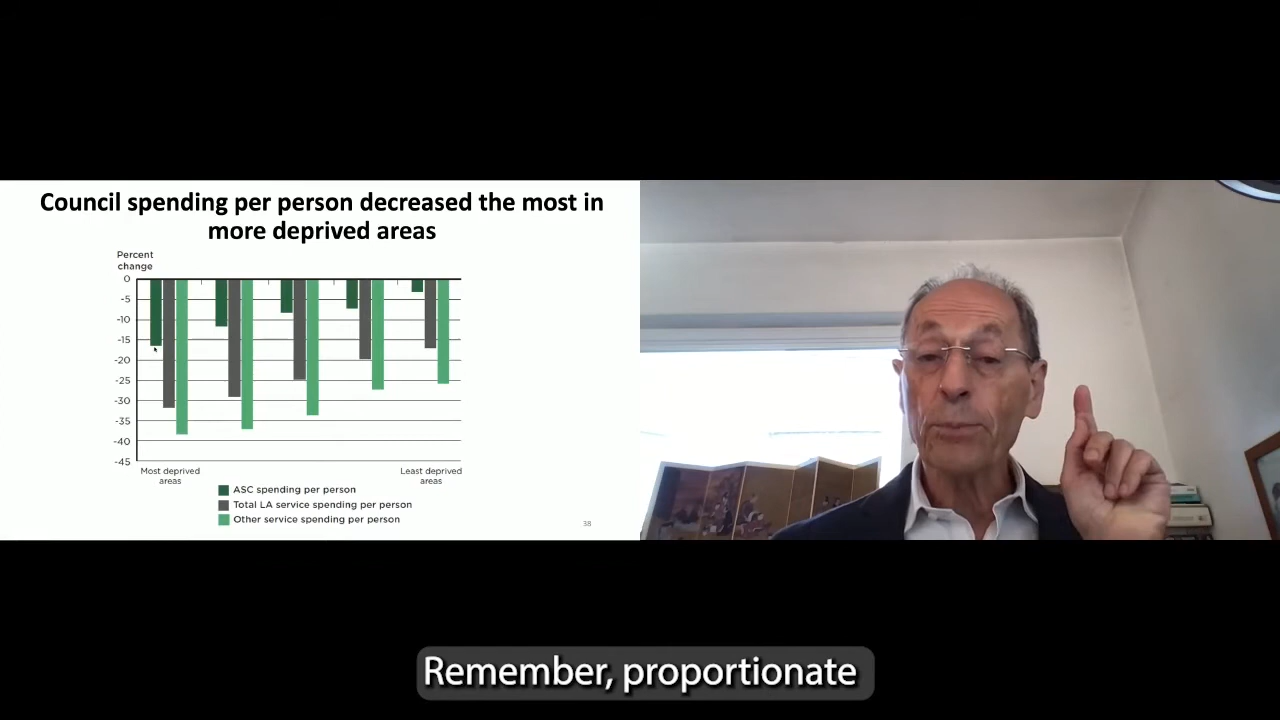 Council spending per person decreased the most in
more deprived areas
Percent
change
0
-5
-10
-15
-20
-25
-30
-35
-40
-45
Most deprived
areas
Least deprived
areas
ASC spending per person
Total LA service spending per person
Other service spending per person
38
Remember, proportionate